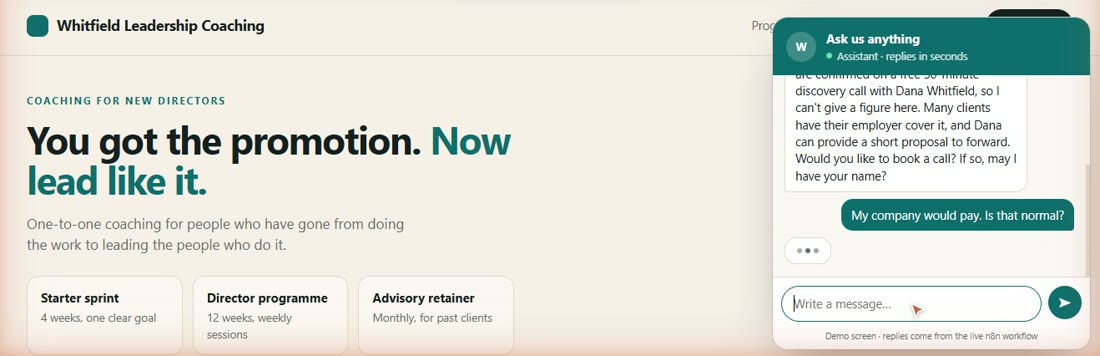 Whitfield Leadership Coaching
COACHING FOR NEW DIRECTORS
You got the promotion. Now
lead like it.
One-to-one coaching for people who have gone from doing
the work to leading the people who do it.
Starter sprint
4 weeks, one clear goal
Director programme
12 weeks, weekly
sessions
Advisory retainer
Monthly, for past clients
W
Ask us anything
Assistant · replies in seconds
are confirmed on a free 30-minute
discovery call with Dana Whitfield, so I
can't give a figure here. Many clients
have their employer cover it, and Dana
can provide a short proposal to forward.
Would you like to book a call? If so, may I
have your name?
My company would pay. Is that normal?
Write a message...
Demo screen · replies come from the live n8n workflow